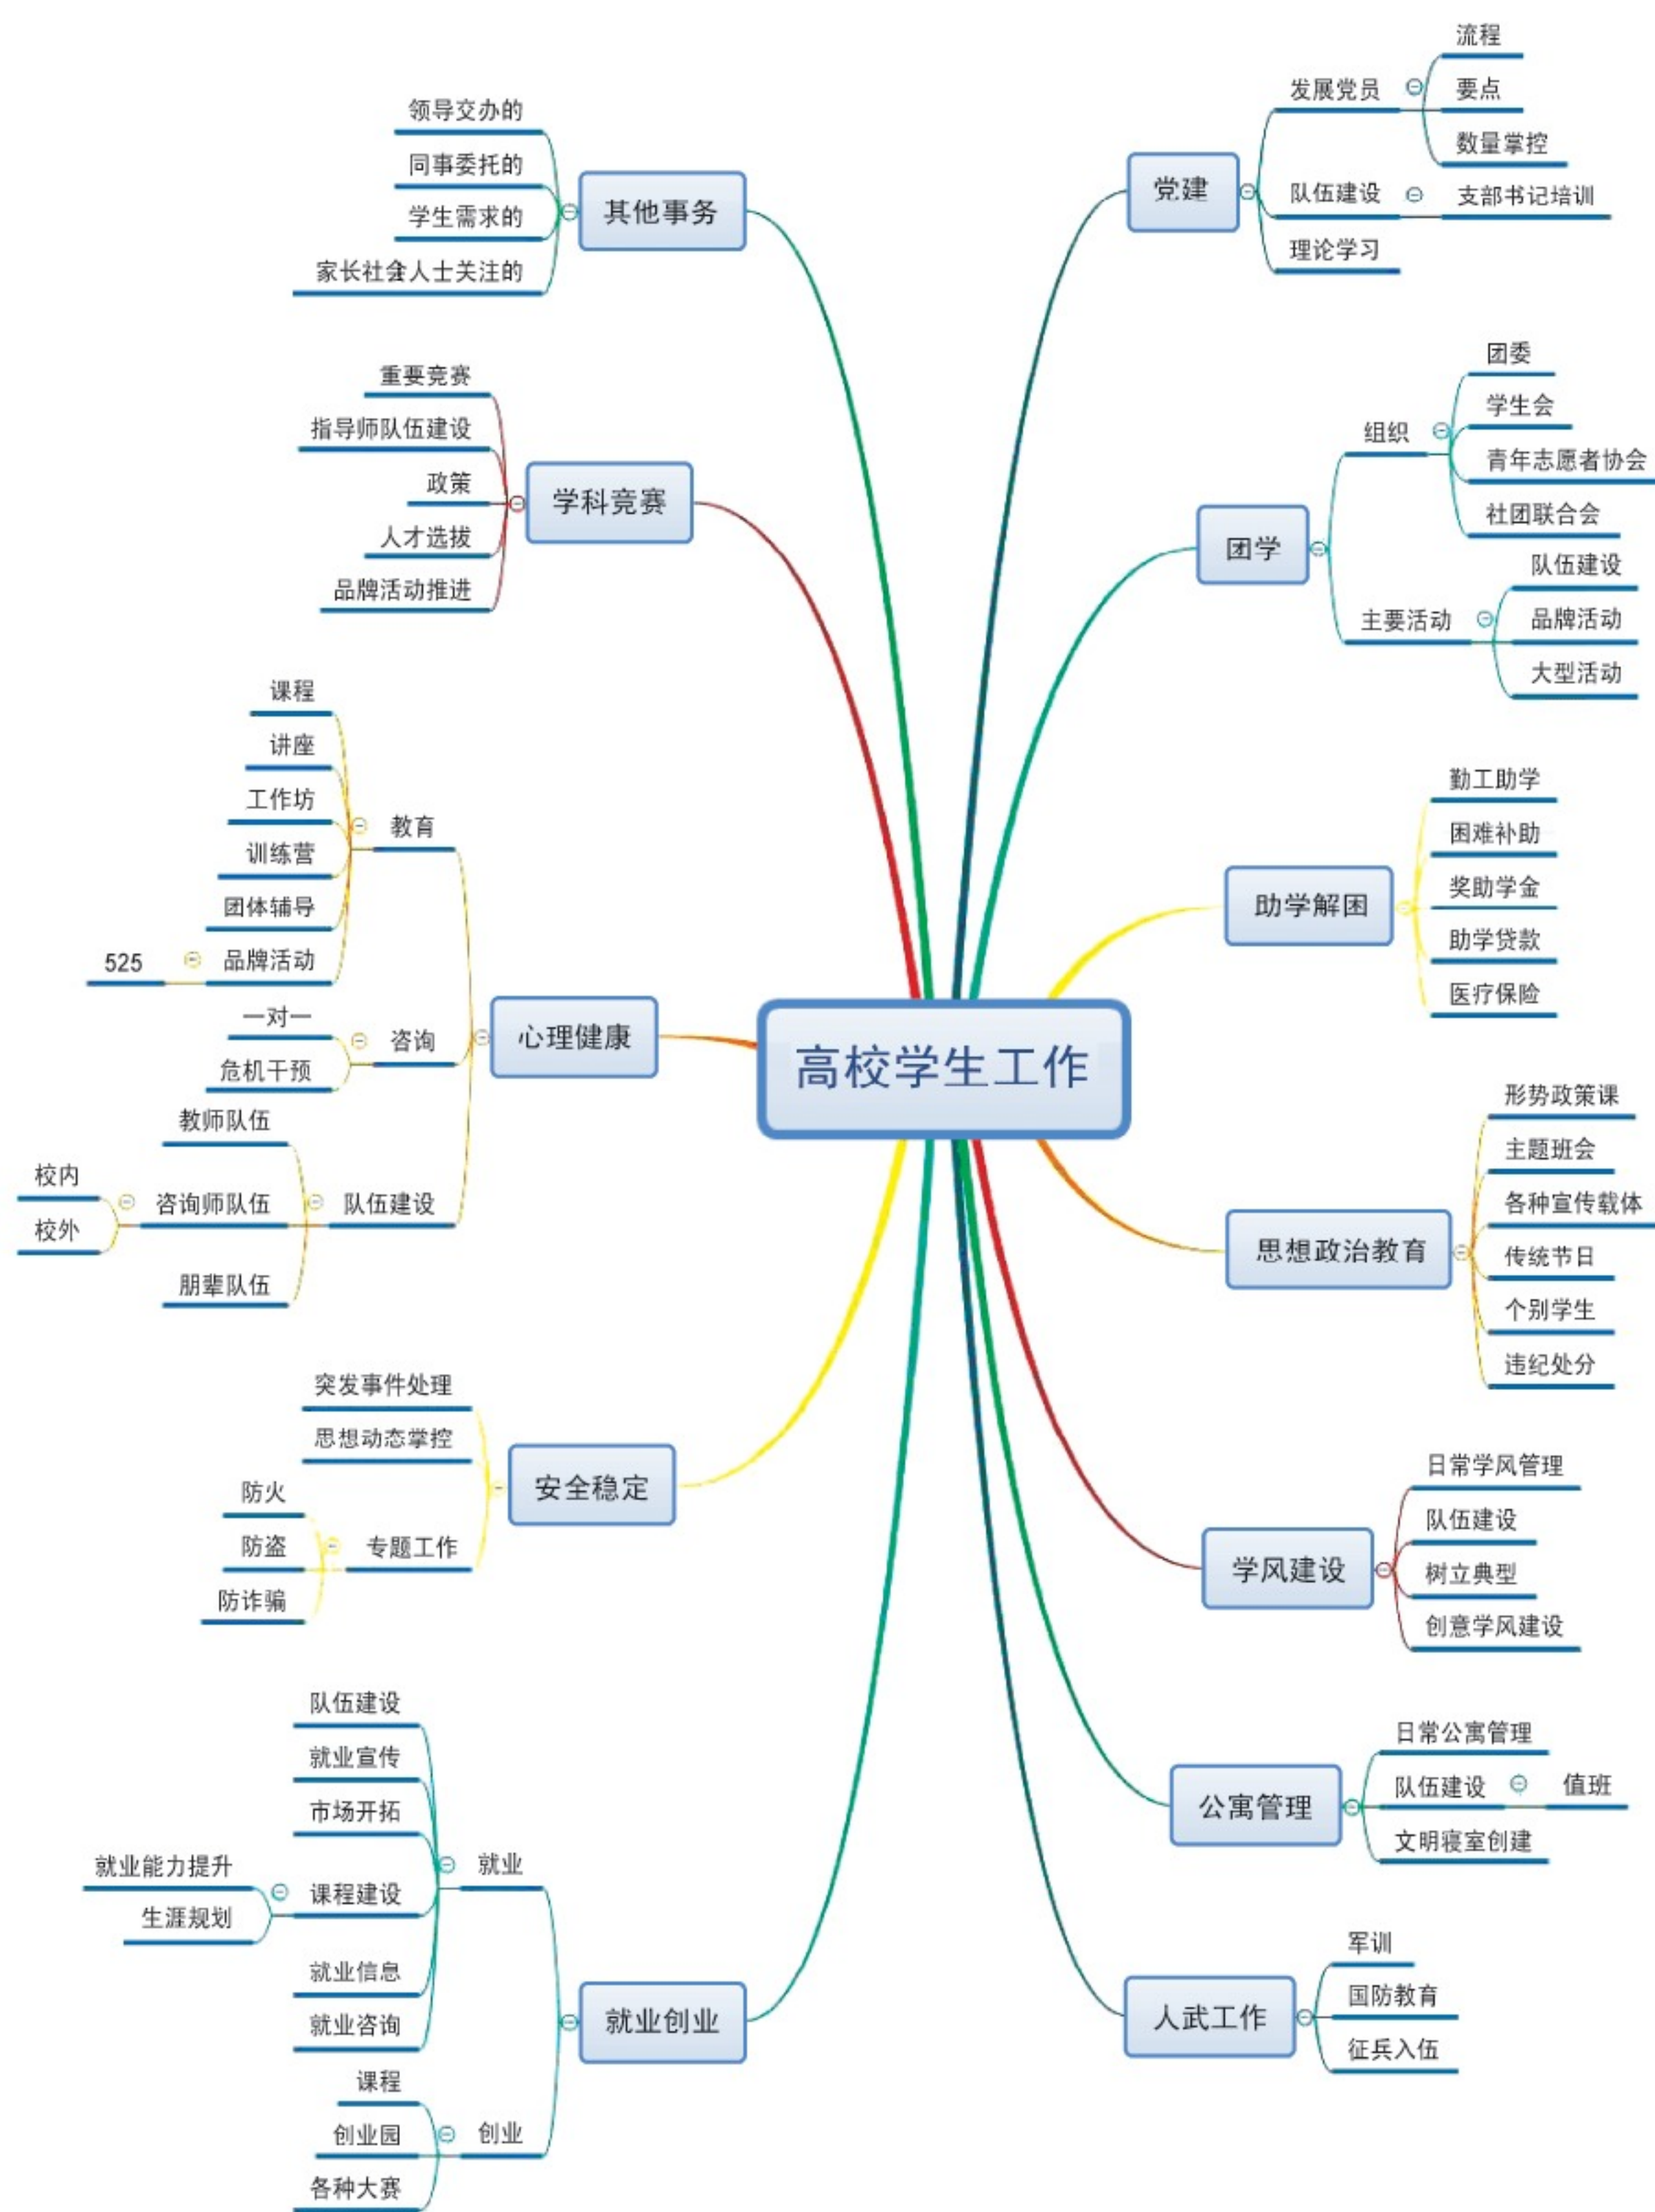 高校学生工作
党建
发展党员
流程
要点
数量掌控
队伍建设
支部书记培训
理论学习
团学
组织
团委
学生会
青年志愿者协会
社团联合会
主要活动
队伍建设
品牌活动
大型活动
助学解困
勤工助学
困难补助
奖助学金
助学贷款
医疗保险
思想政治教育
形势政策课
主题班会
各种宣传载体
传统节日
个别学生
违纪处分
学风建设
日常学风管理
队伍建设
树立典型
创意学风建设
公寓管理
日常公寓管理
队伍建设
值班
文明寝室创建
人武工作
军训
国防教育
征兵入伍
其他事务
领导交办的
同事委托的
学生需求的
家长社会人士关注的
学科竞赛
重要竞赛
指导师队伍建设
政策
人才选拔
品牌活动推进
心理健康
教育
课程
讲座
工作坊
训练营
团体辅导
品牌活动
525
咨询
一对一
危机干预
队伍建设
教师队伍
咨询师队伍
校内
校外
朋辈队伍
安全稳定
突发事件处理
思想动态掌控
专题工作
防火
防盗
防诈骗
就业创业
就业
队伍建设
就业宣传
市场开拓
课程建设
就业能力提升
生涯规划
就业信息
就业咨询
创业
课程
创业园
各种大赛